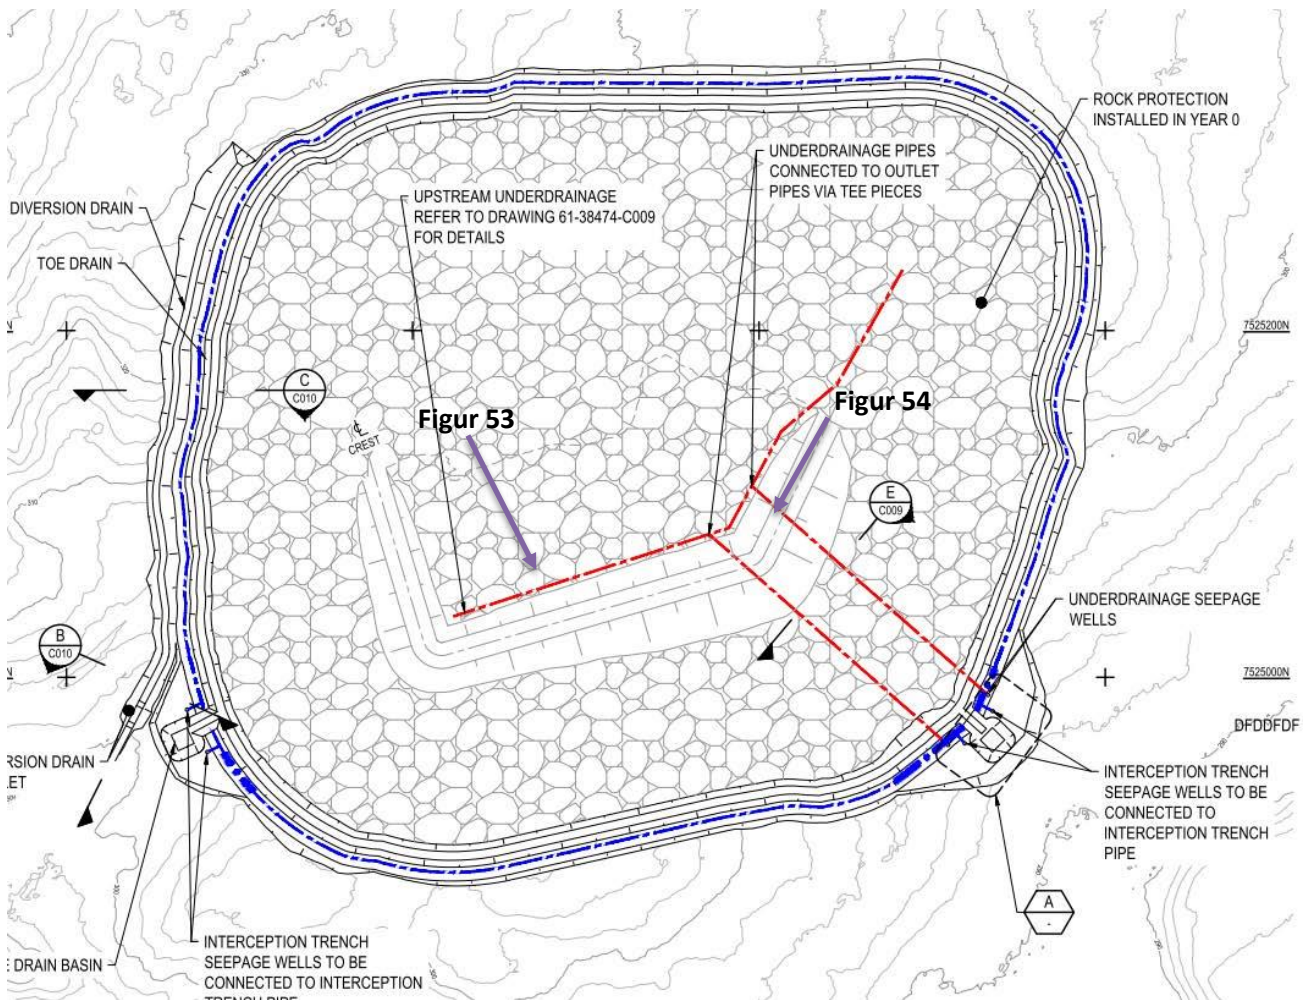 ROCK PROTECTION
INSTALLED IN YEAR 0
UNDERDRAINAGE PIPES
CONNECTED TO OUTLET
PIPES VIA TEE PIECES
UPSTREAM UNDERDRAINAGE
REFER TO DRAWING 61-38474-C009
FOR DETAILS
DIVERSION DRAIN
TOE DRAIN
7525200N
C
C010
Figur 53
Figur 54
CREST
E
C009
310
UNDERDRAINAGE SEEPAGE
WELLS
B
C010
7525000N
DFDDFDF
RSION DRAIN
ET
INTERCEPTION TRENCH
SEEPAGE WELLS TO BE
CONNECTED TO
INTERCEPTION TRENCH
PIPE
A
-
INTERCEPTION TRENCH
SEEPAGE WELLS TO BE
CONNECTED TO INTERCEPTION
TRENCH PIPE
DRAIN BASIN